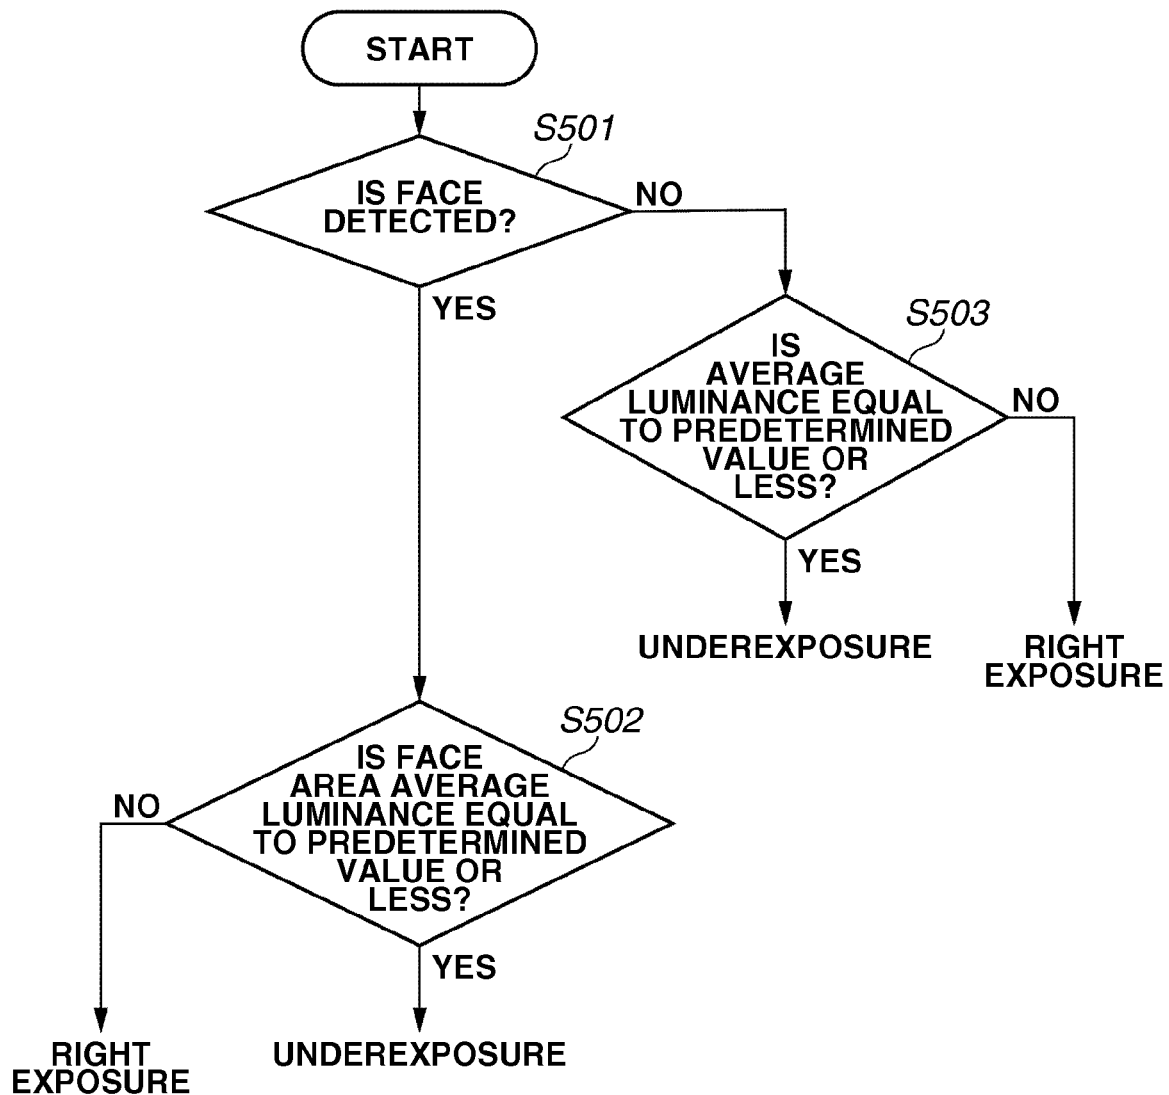 START
S501
IS FACE
DETECTED?
NO
YES
S503
IS
AVERAGE
LUMINANCE EQUAL
TO PREDETERMINED
VALUE OR
LESS?
NO
YES
UNDEREXPOSURE
RIGHT
EXPOSURE
S502
IS FACE
AREA AVERAGE
LUMINANCE EQUAL
TO PREDETERMINED
VALUE OR
LESS?
NO
YES
RIGHT
EXPOSURE
UNDEREXPOSURE